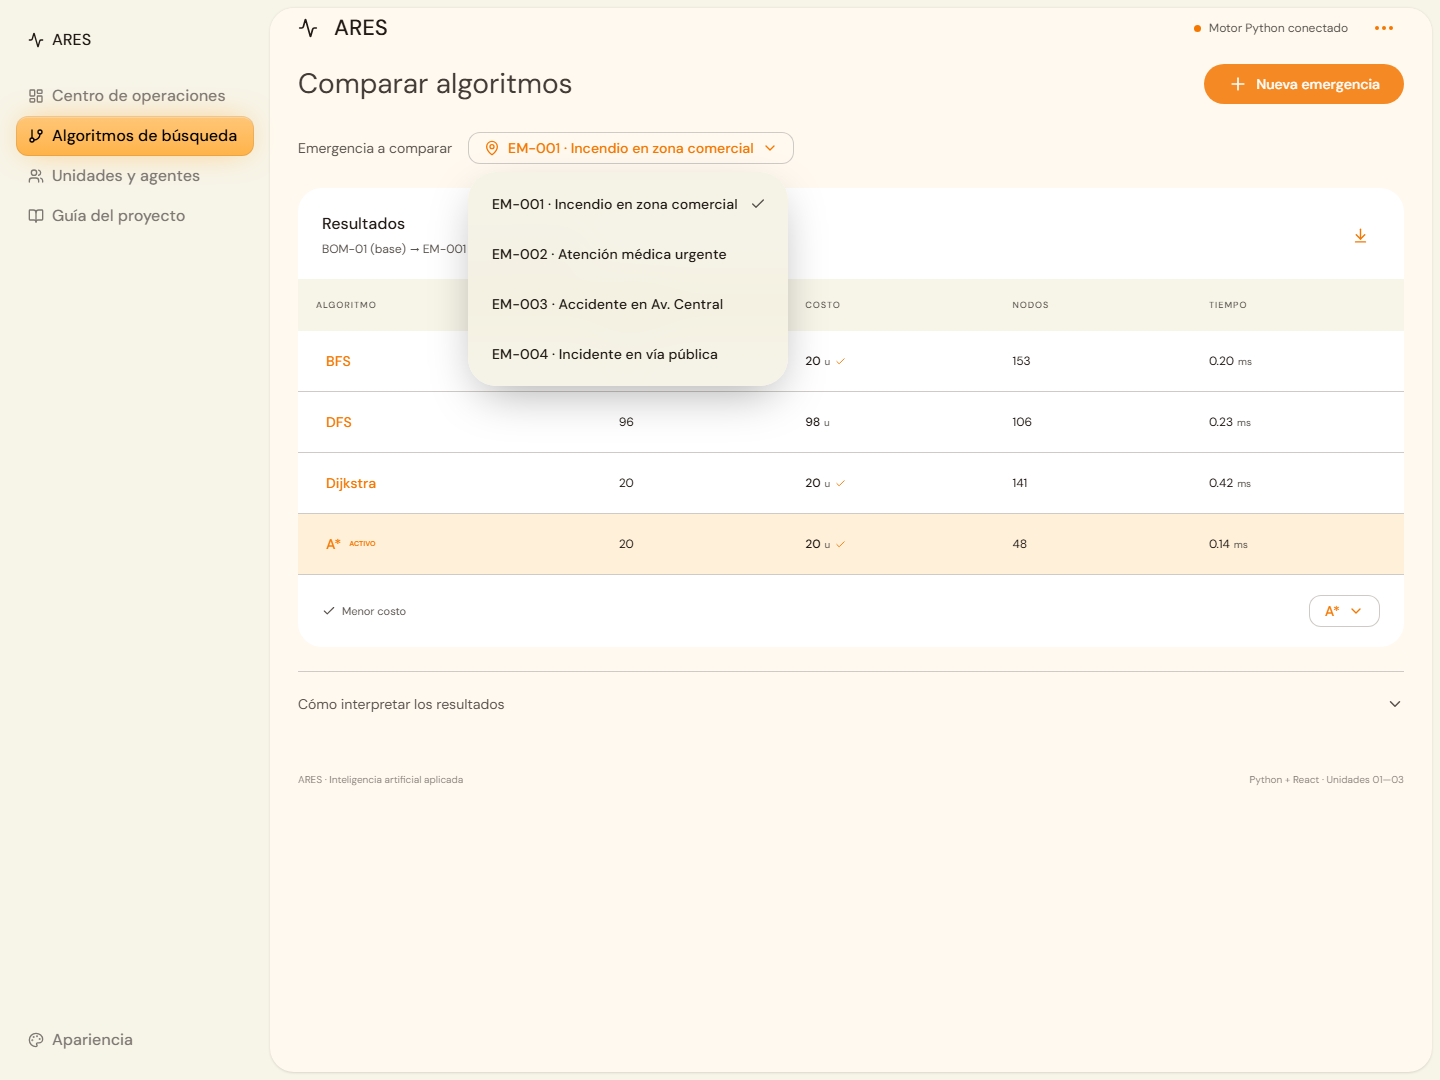 ARES
Centro de operaciones
Algoritmos de búsqueda
Unidades y agentes
Guía del proyecto
Apariencia
ARES
Motor Python conectado
Comparar algoritmos
Nueva emergencia
Emergencia a comparar
EM-001 · Incendio en zona comercial
EM-001 · Incendio en zona comercial
EM-002 · Atención médica urgente
EM-003 · Accidente en Av. Central
EM-004 · Incidente en vía pública
Resultados
BOM-01 (base) → EM-001
ALGORITMO COSTO NODOS TIEMPO
BFS 20 u 153 0.20 ms
DFS 96 98 u 106 0.23 ms
Dijkstra 20 20 u 141 0.42 ms
A* ACTIVO 20 20 u 48 0.14 ms
Menor costo
A*
Cómo interpretar los resultados
ARES · Inteligencia artificial aplicada
Python + React · Unidades 01—03